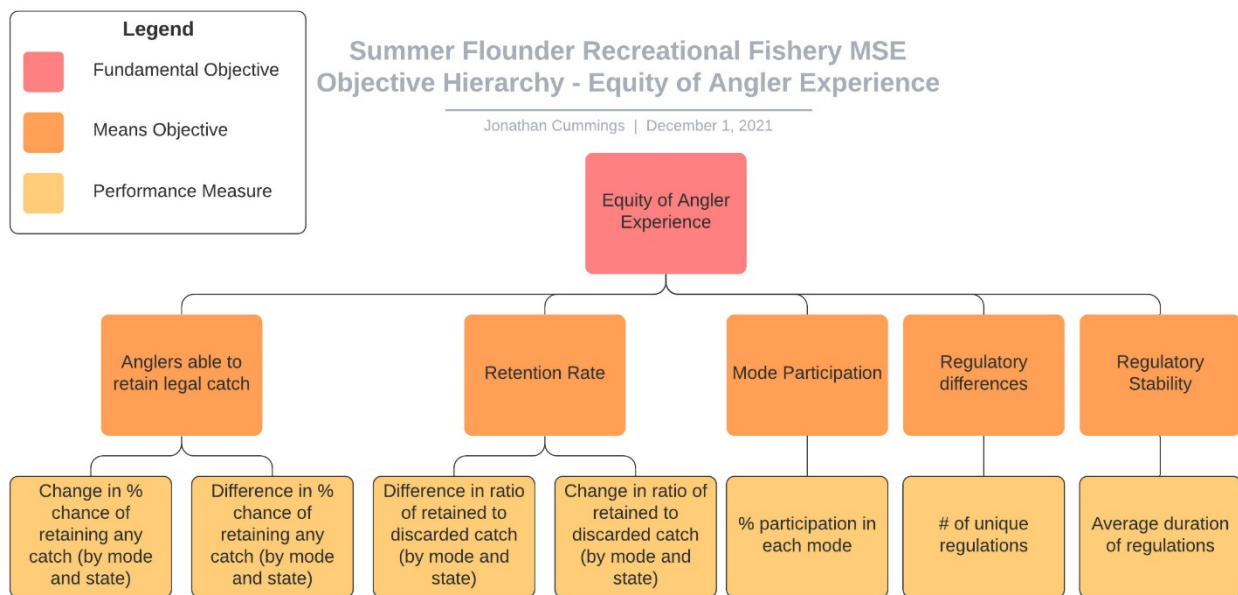 Legend
Fundamental Objective
Means Objective
Performance Measure
Summer Flounder Recreational Fishery MSE
Objective Hierarchy - Equity of Angler Experience
Jonathan Cummings | December 1, 2021
Equity of Angler
Experience
Anglers able to
retain legal catch
Retention Rate
Mode Participation
Regulatory
differences
Regulatory
Stability
Change in %
chance of
retaining any
catch (by mode
and state)
Difference in %
chance of
retaining any
catch (by mode
and state)
Difference in ratio
of retained to
discarded catch
(by mode and
state)
Change in ratio of
retained to
discarded catch
(by mode and
state)
% participation in
each mode
# of unique
regulations
Average duration
of regulations